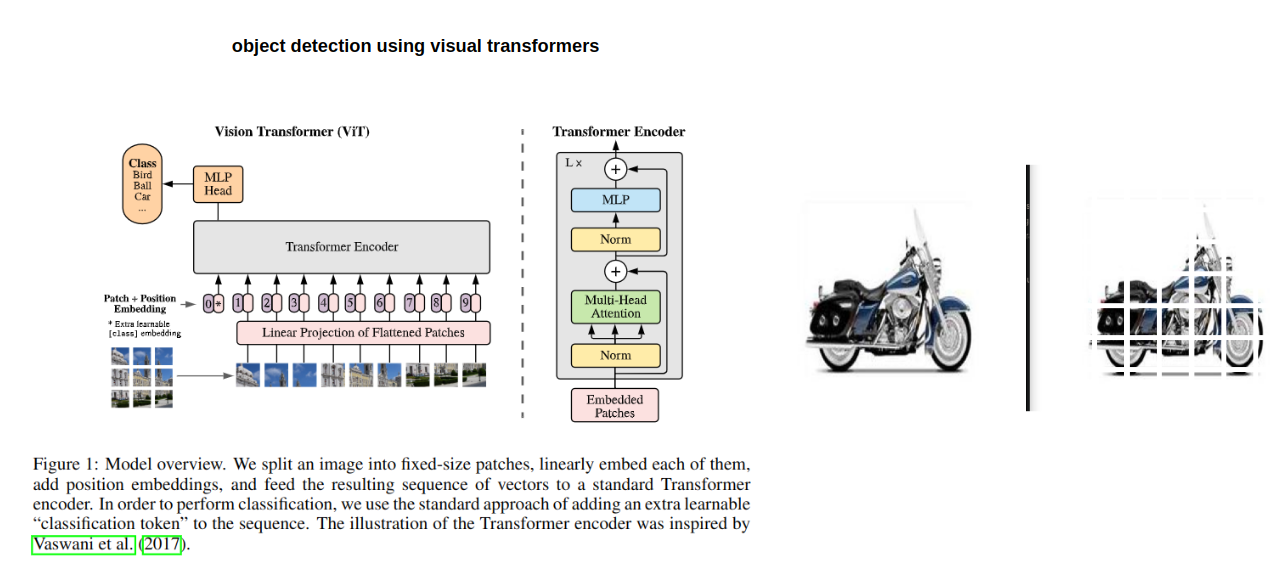 object detection using visual transformers
Vision Transformer (ViT)
Class
Bird
Ball
Car
...
MLP
Head
Transformer Encoder
Patch + Position
Embedding
0 * 1 2 3 4 5 6 7 8 9
* Extra learnable
[class] embedding
Linear Projection of Flattened Patches
Transformer Encoder
L x
+
MLP
Norm
+
Multi-Head
Attention
Norm
Embedded
Patches
Figure 1: Model overview. We split an image into fixed-size patches, linearly embed each of them,
add position embeddings, and feed the resulting sequence of vectors to a standard Transformer
encoder. In order to perform classification, we use the standard approach of adding an extra learnable
“classification token” to the sequence. The illustration of the Transformer encoder was inspired by
Vaswani et al. (2017).